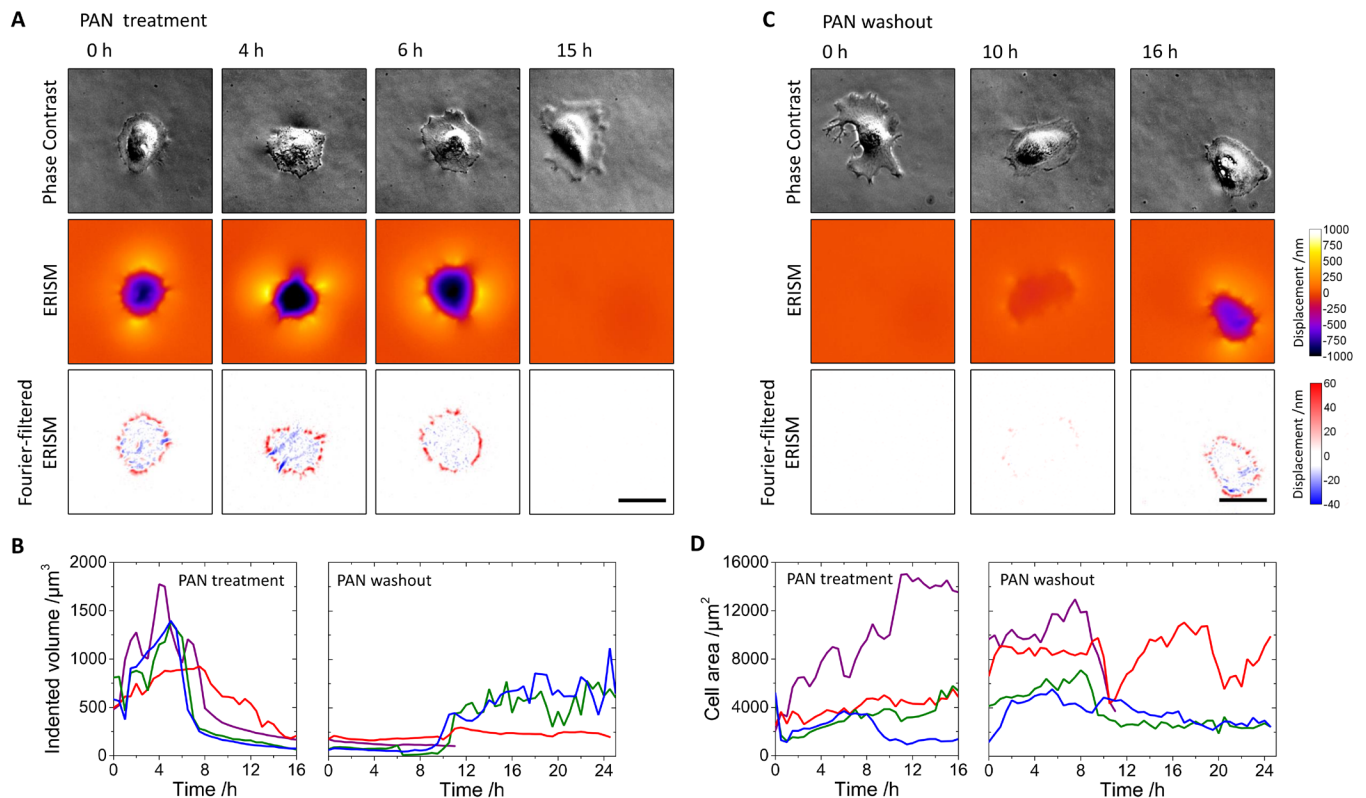 A
PAN treatment
0 h
4 h
6 h
15 h
Phase Contrast
ERISM
Fourier-filtered
ERISM
C
PAN washout
0 h
10 h
16 h
Phase Contrast
ERISM
Fourier-filtered
ERISM
1000
750
500
250
0
-250
-500
-750
-1000
Displacement /nm
60
40
20
0
-20
-40
Displacement /nm
B
2000
1500
1000
500
0
Indented volume /µm³
PAN treatment
0 4 8 12 16
Time /h
PAN washout
0 4 8 12 16 20 24
Time /h
D
16000
12000
8000
4000
0
Cell area /µm²
PAN treatment
0 4 8 12 16
Time /h
PAN washout
0 4 8 12 16 20 24
Time /h